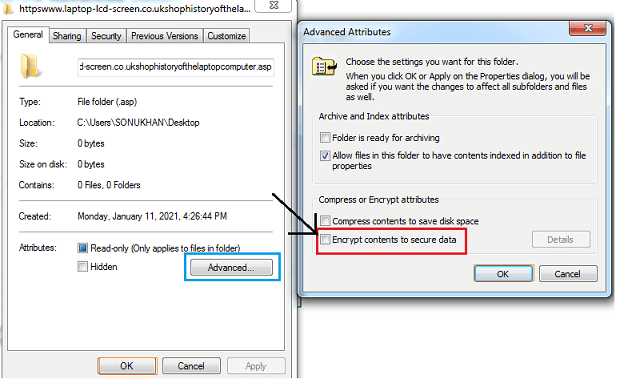 httpswww.laptop-lcd-screen.co.ukshophistoryofthela
General Sharing Security Previous Versions Customize
d-screen.co.ukshophistoryofthelaptopcomputer.asp
Type: File folder (.asp)
Location: C:\Users\SONUKHAN\Desktop
Size: 0 bytes
Size on disk: 0 bytes
Contains: 0 Files, 0 Folders
Created: Monday, January 11, 2021, 4:26:44 PM
Attributes: Read-only (Only applies to files in folder)
Hidden
Advanced...
OK Cancel Apply
Advanced Attributes
Choose the settings you want for this folder.
When you click OK or Apply on the Properties dialog, you will be
asked if you want the changes to affect all subfolders and files
as well.
Archive and Index attributes
Folder is ready for archiving
Allow files in this folder to have contents indexed in addition to file
properties
Compress or Encrypt attributes
Compress contents to save disk space
Encrypt contents to secure data
Details
OK Cancel